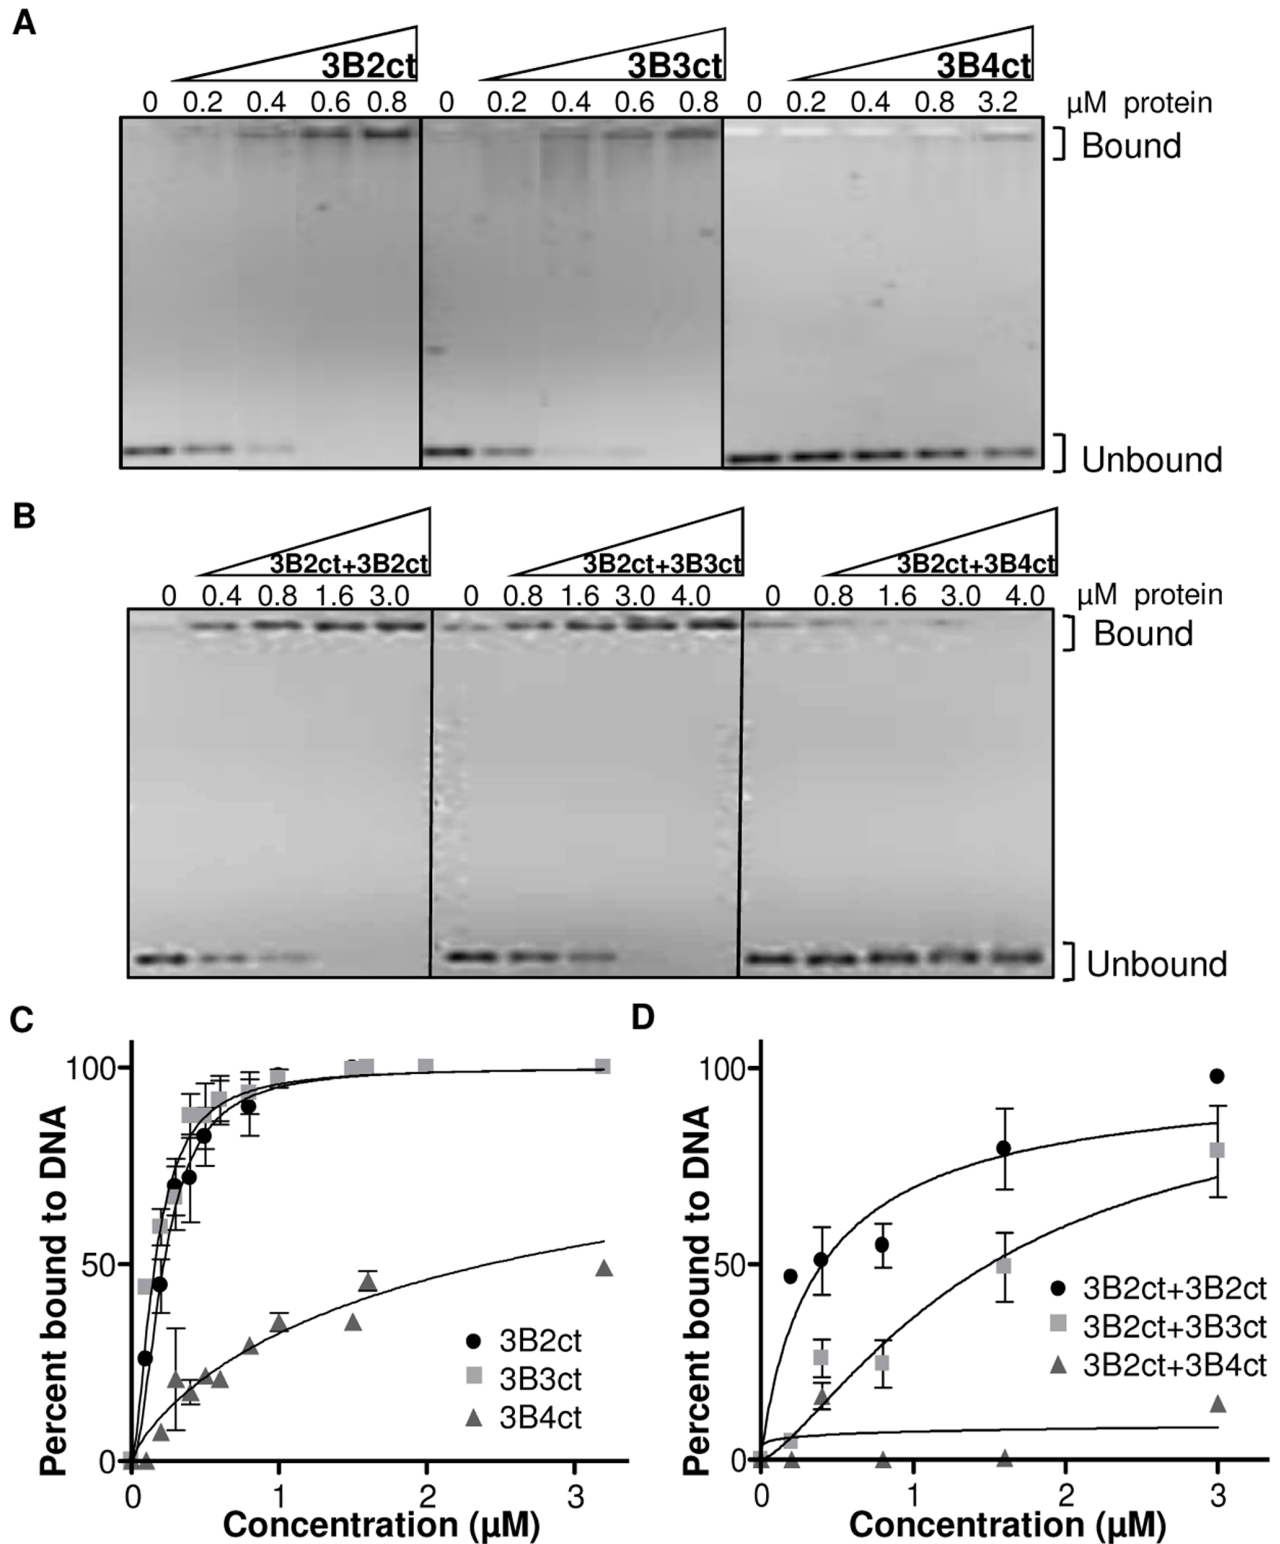 A
3B2ct 3B3ct 3B4ct
0 0.2 0.4 0.6 0.8 0 0.2 0.4 0.6 0.8 0 0.2 0.4 0.8 3.2 µM protein
Bound
Unbound
B
3B2ct+3B2ct 3B2ct+3B3ct 3B2ct+3B4ct
0 0.4 0.8 1.6 3.0 0 0.8 1.6 3.0 4.0 0 0.8 1.6 3.0 4.0 µM protein
Bound
Unbound
C
Percent bound to DNA
100
50
0
0 1 2 3
Concentration (µM)
3B2ct
3B3ct
3B4ct
D
Percent bound to DNA
100
50
0
0 1 2 3
Concentration (µM)
3B2ct+3B2ct
3B2ct+3B3ct
3B2ct+3B4ct